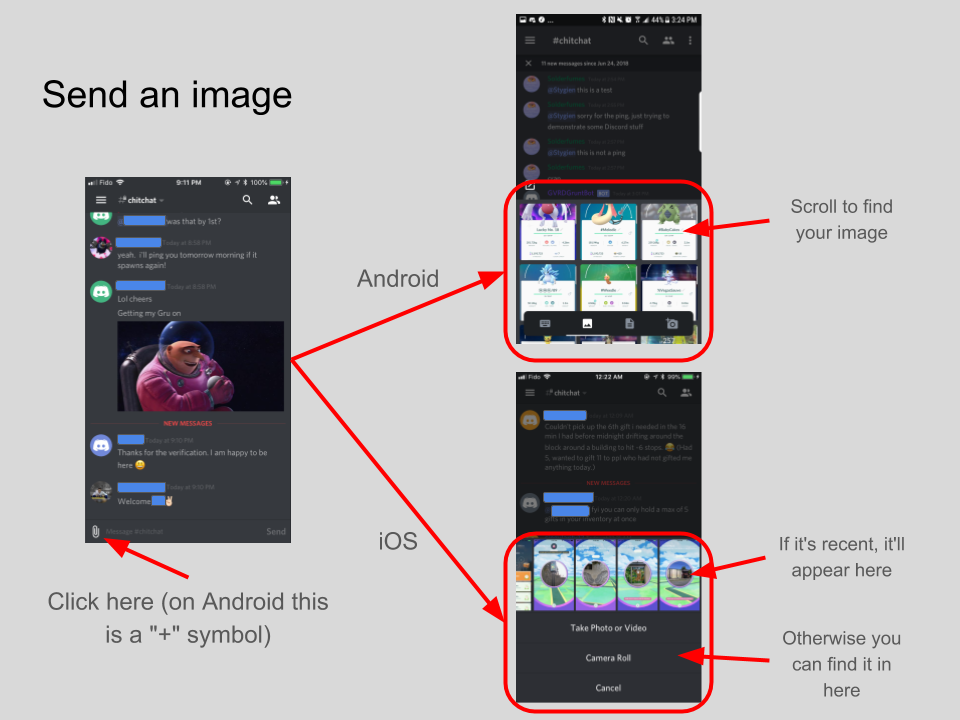 Send an image
Fido
9:11 PM
100%
chitchat
was that by 1st?
Today at 8:58 PM
yeah. i'll ping you tomorrow morning if it
spawns again!
Today at 8:58 PM
Lol cheers
Getting my Gru on
NEW MESSAGES
Today at 9:10 PM
Thanks for the verification. I am happy to be
here
Today at 9:10 PM
Welcome
Message #chitchat
Send
Click here (on Android this
is a "+" symbol)
Android
iOS
44% 3:24 PM
#chitchat
11 new messages since Jun 24, 2018
@Stygien this is a test
@Stygien sorry for the ping, just trying to
demonstrate some Discord stuff
@Stygien this is not a ping
BOT
Scroll to find
your image
Fido
12:22 AM
90%
chitchat
Couldn't pick up the 6th gift i needed in the 16
min I had before midnight drifting around the
block around a building to hit ~6 stops. (Had
5, wanted to gift 11 to ppl who had not gifted me
anything today.)
NEW MESSAGES
fyi you can only hold a max of 5
gifts in your inventory at once
Take Photo or Video
Camera Roll
Cancel
If it's recent, it'll
appear here
Otherwise you
can find it in
here